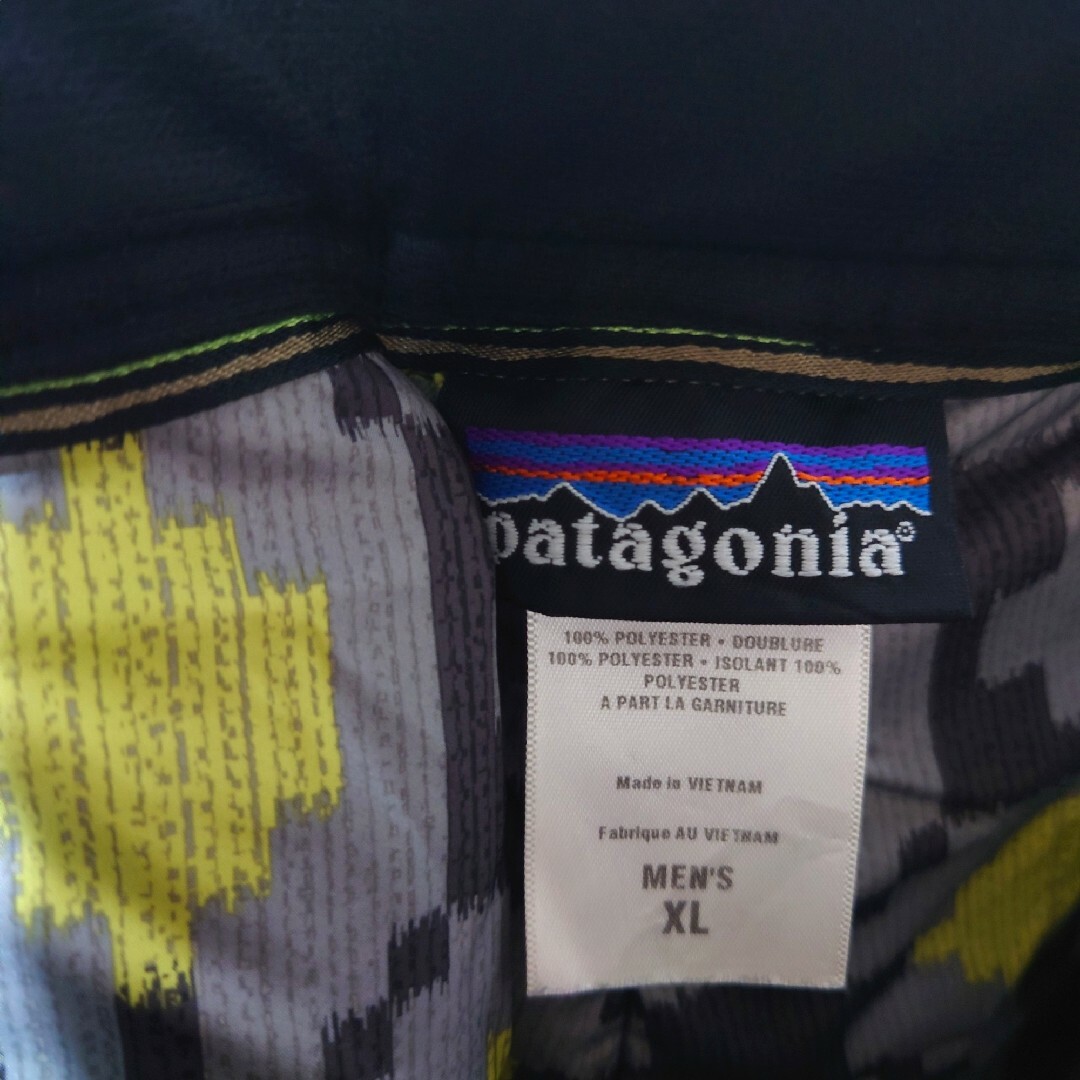 patagonia®
100% POLYESTER • DOUBLURE
100% POLYESTER • ISOLANT 100%
POLYESTER
A PART LA GARNITURE
Made in VIETNAM
Fabrique AU VIETNAM
MEN'S
XL